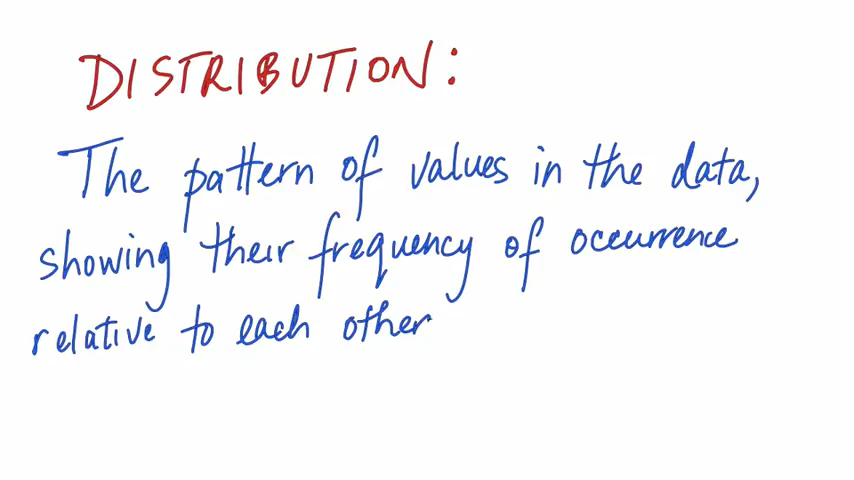 DISTRIBUTION:
The pattern of values in the data,
showing their frequency of occurrence
relative to each other